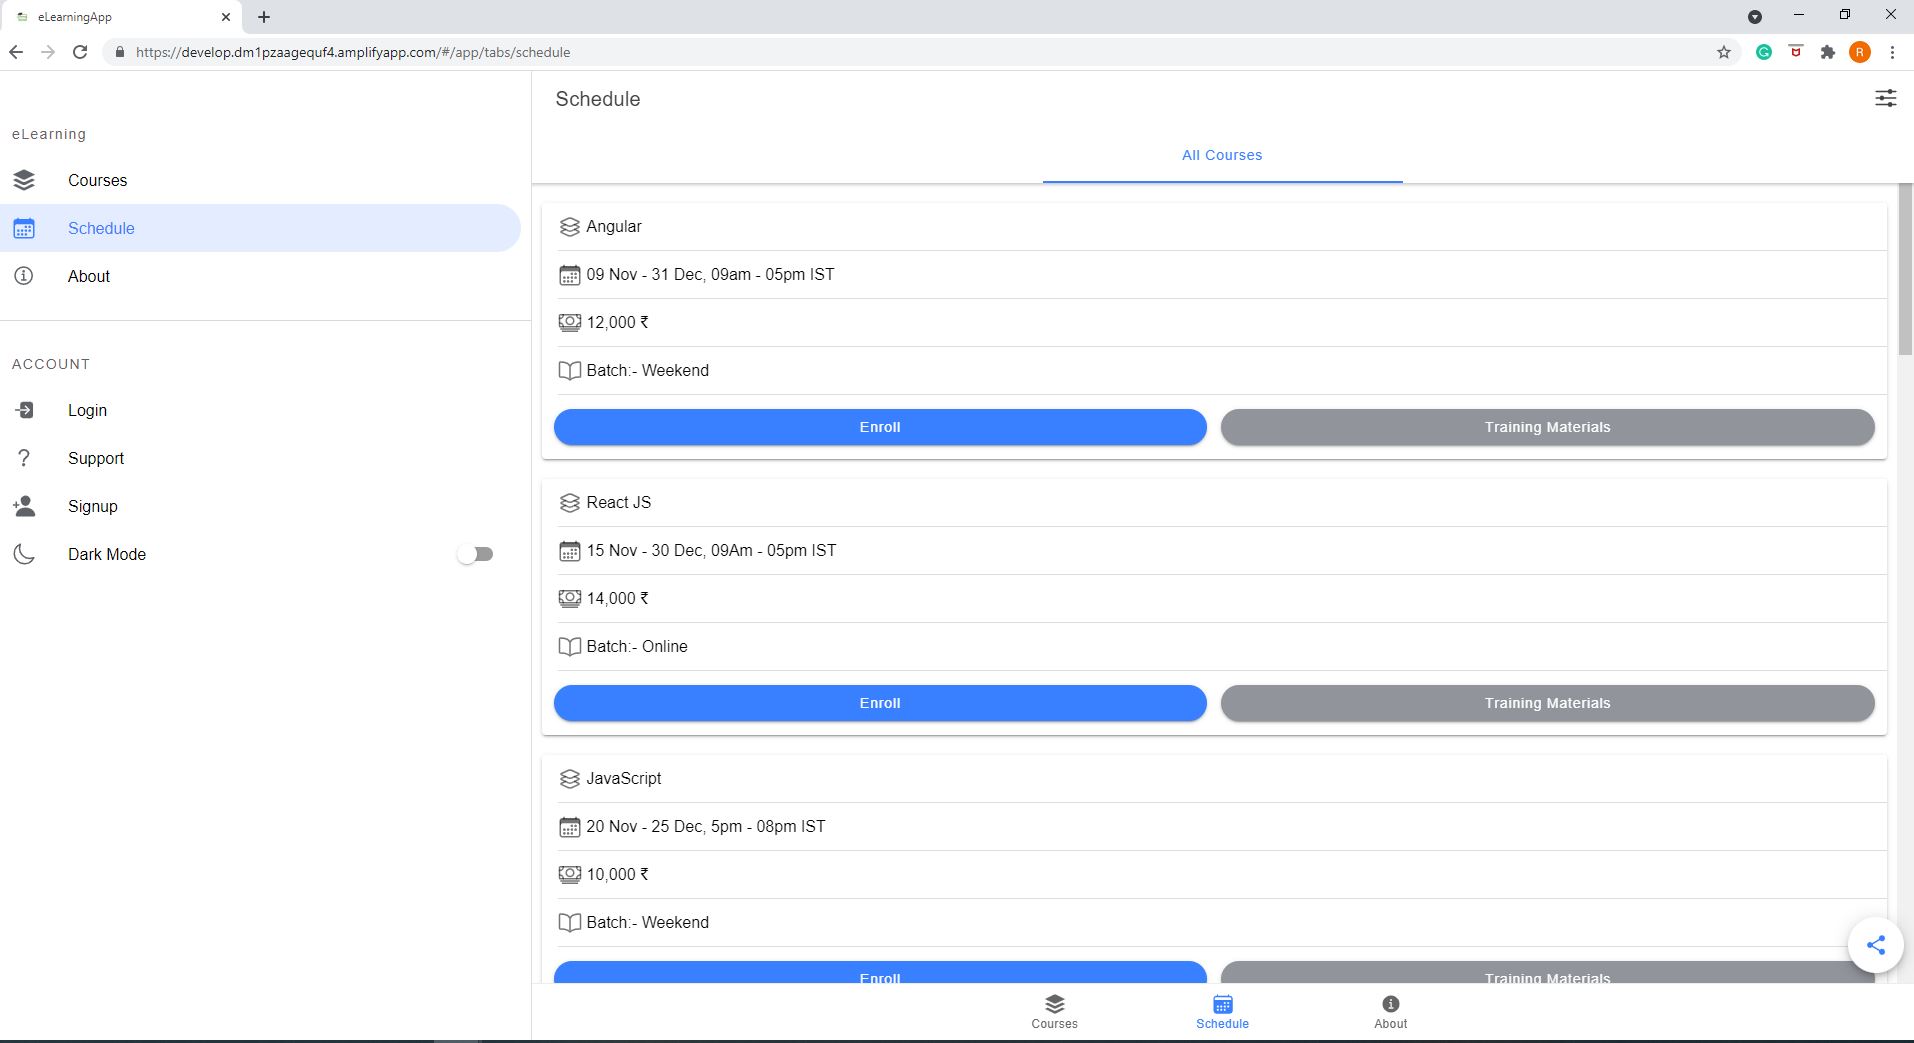 eLearningApp
https://develop.dm1pzaagequf4.amplifyapp.com/#/app/tabs/schedule
R
eLearning
Courses
Schedule
About
ACCOUNT
Login
Support
Signup
Dark Mode
Schedule
All Courses
Angular
09 Nov - 31 Dec, 09am - 05pm IST
12,000 ₹
Batch:- Weekend
Enroll
Training Materials
React JS
15 Nov - 30 Dec, 09Am - 05pm IST
14,000 ₹
Batch:- Online
Enroll
Training Materials
JavaScript
20 Nov - 25 Dec, 5pm - 08pm IST
10,000 ₹
Batch:- Weekend
Enroll
Training Materials
Courses
Schedule
About